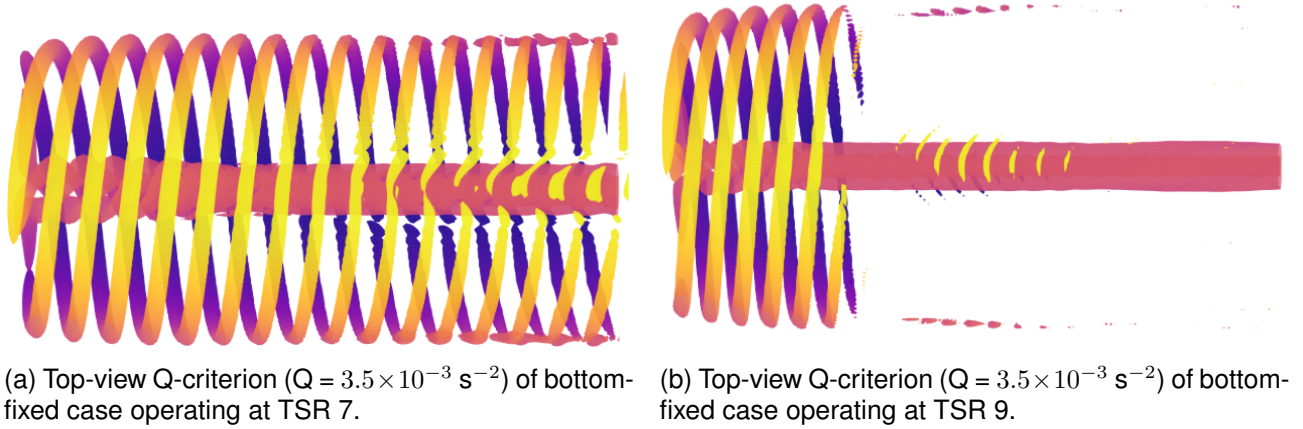 (a) Top-view Q-criterion (Q = 3.5×10⁻³ s⁻²) of bottom-
fixed case operating at TSR 7.
(b) Top-view Q-criterion (Q = 3.5×10⁻³ s⁻²) of bottom-
fixed case operating at TSR 9.